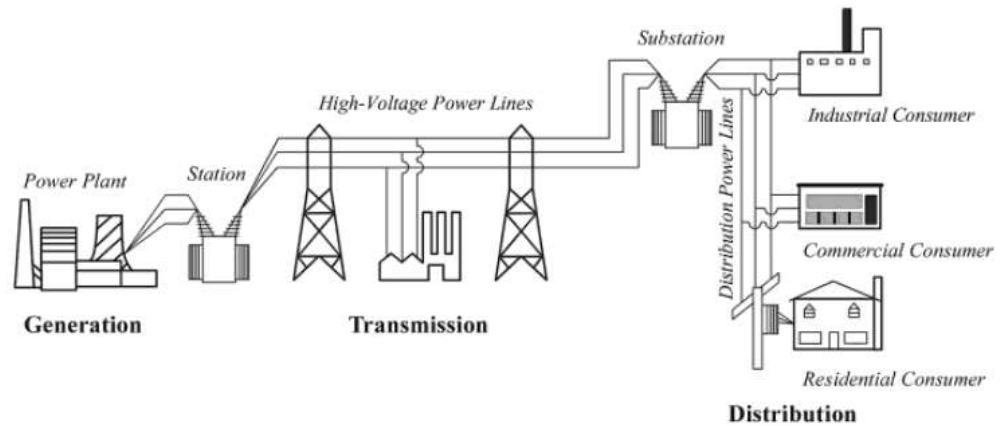 Substation
High-Voltage Power Lines
Industrial Consumer
Power Plant
Station
Distribution Power Lines
Commercial Consumer
Generation
Transmission
Residential Consumer
Distribution